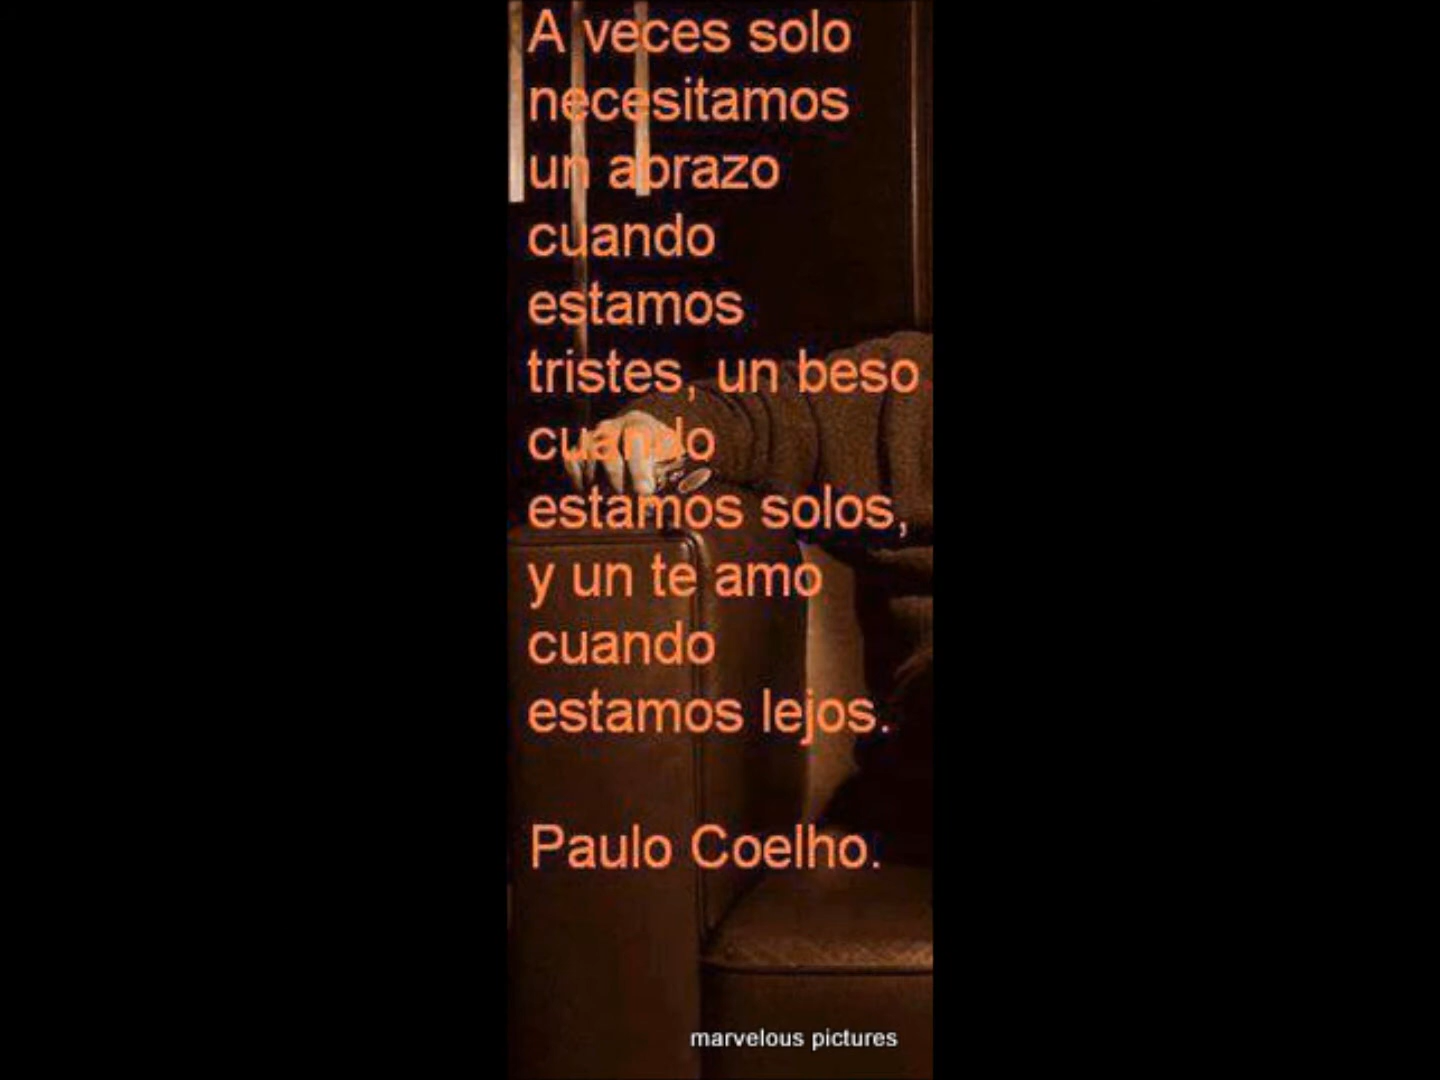 A veces solo
necesitamos
un abrazo
cuando
estamos
tristes, un beso
cuando
estamos solos,
y un te amo
cuando
estamos lejos.
Paulo Coelho.
marvelous pictures